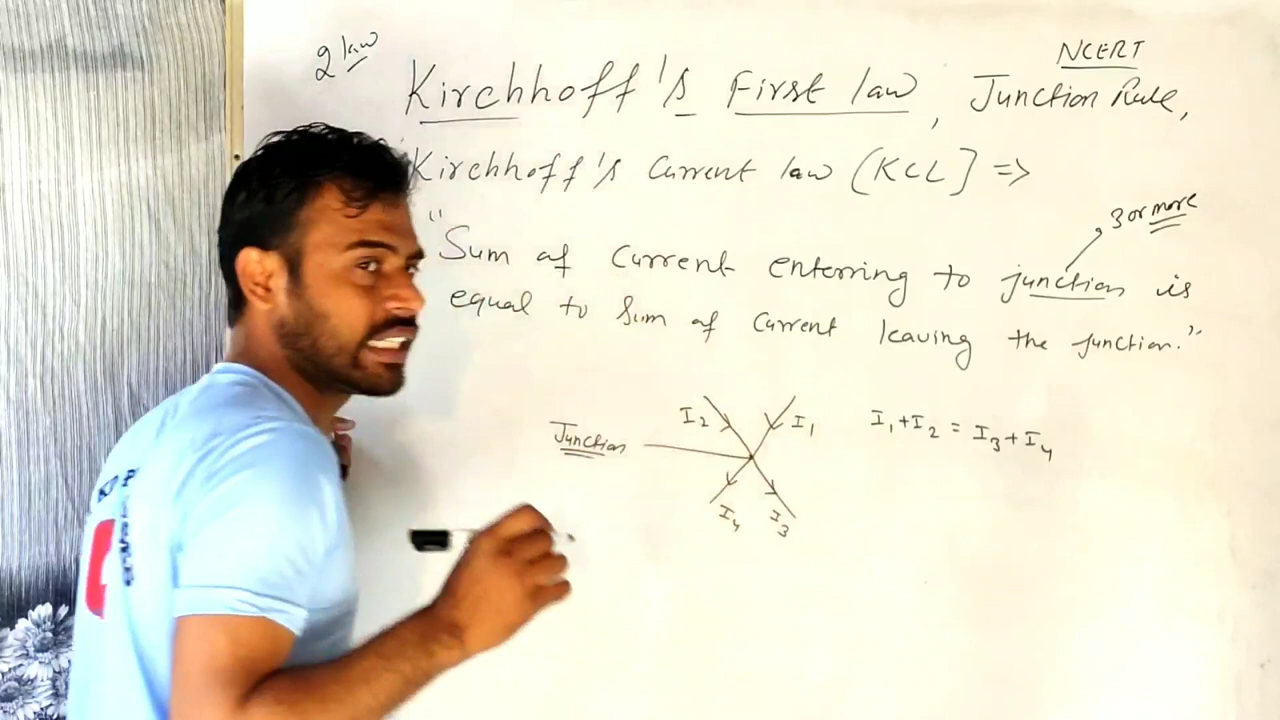 2 law
NCERT
Kirchhoff's First law, Junction Rule,
Kirchhoff's Current law (KCL] =>
3 or more
"Sum of Current enterring to junction is
equal to Sum of Current leaving the junction."
I2
I1
I1+I2 = I3+I4
Junction
I4
I3